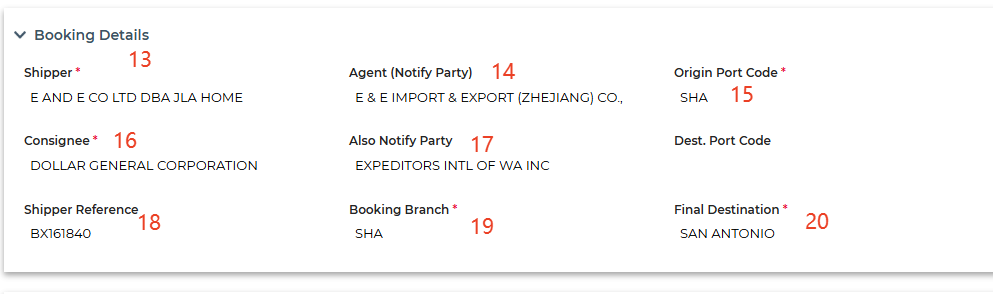 Booking Details
13
Shipper * Agent (Notify Party) 14 Origin Port Code *
E AND E CO LTD DBA JLA HOME E & E IMPORT & EXPORT (ZHEJIANG) CO., SHA 15
Consignee * 16 Also Notify Party 17 Dest. Port Code
DOLLAR GENERAL CORPORATION EXPEDITORS INTL OF WA INC
Shipper Reference 18 Booking Branch * 19 Final Destination * 20
BX161840 SHA SAN ANTONIO